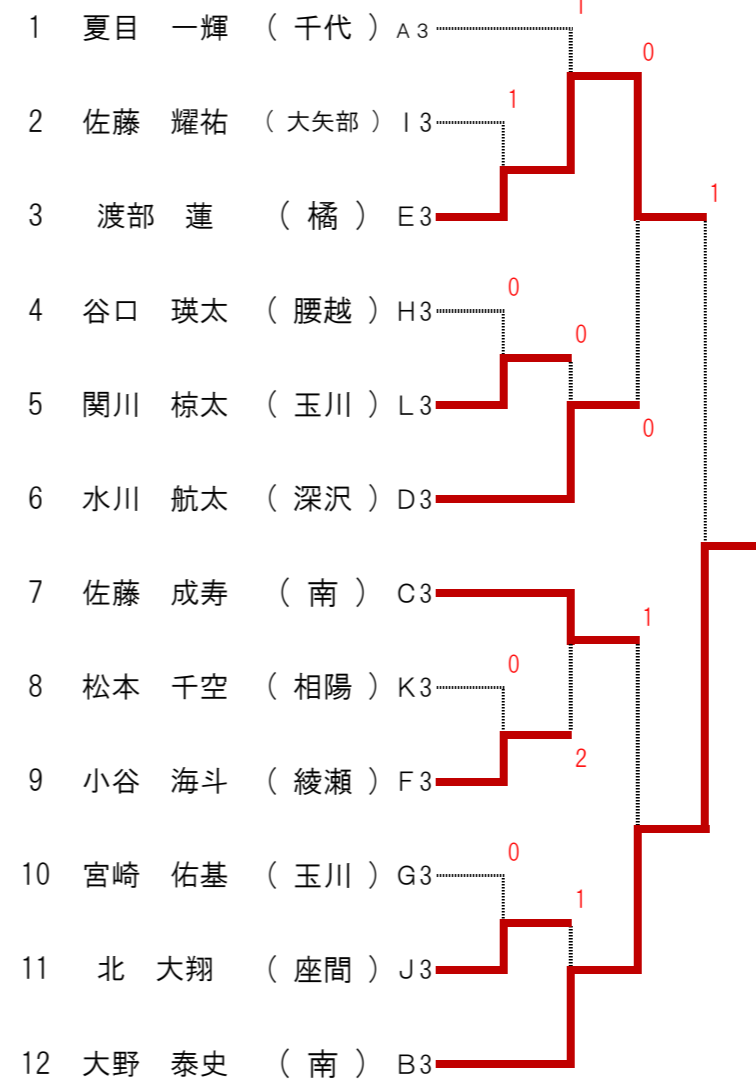 1
1 夏目 一輝 ( 千代 ) A3
0
1
2 佐藤 耀祐 ( 大矢部 ) I3
1
3 渡部 蓮 ( 橘 ) E3
0
4 谷口 瑛太 ( 腰越 ) H3
0
5 関川 椋太 ( 玉川 ) L3
0
6 水川 航太 ( 深沢 ) D3
7 佐藤 成寿 ( 南 ) C3
1
0
8 松本 千空 ( 相陽 ) K3
2
9 小谷 海斗 ( 綾瀬 ) F3
0
10 宮崎 佑基 ( 玉川 ) G3
1
11 北 大翔 ( 座間 ) J3
12 大野 泰史 ( 南 ) B3